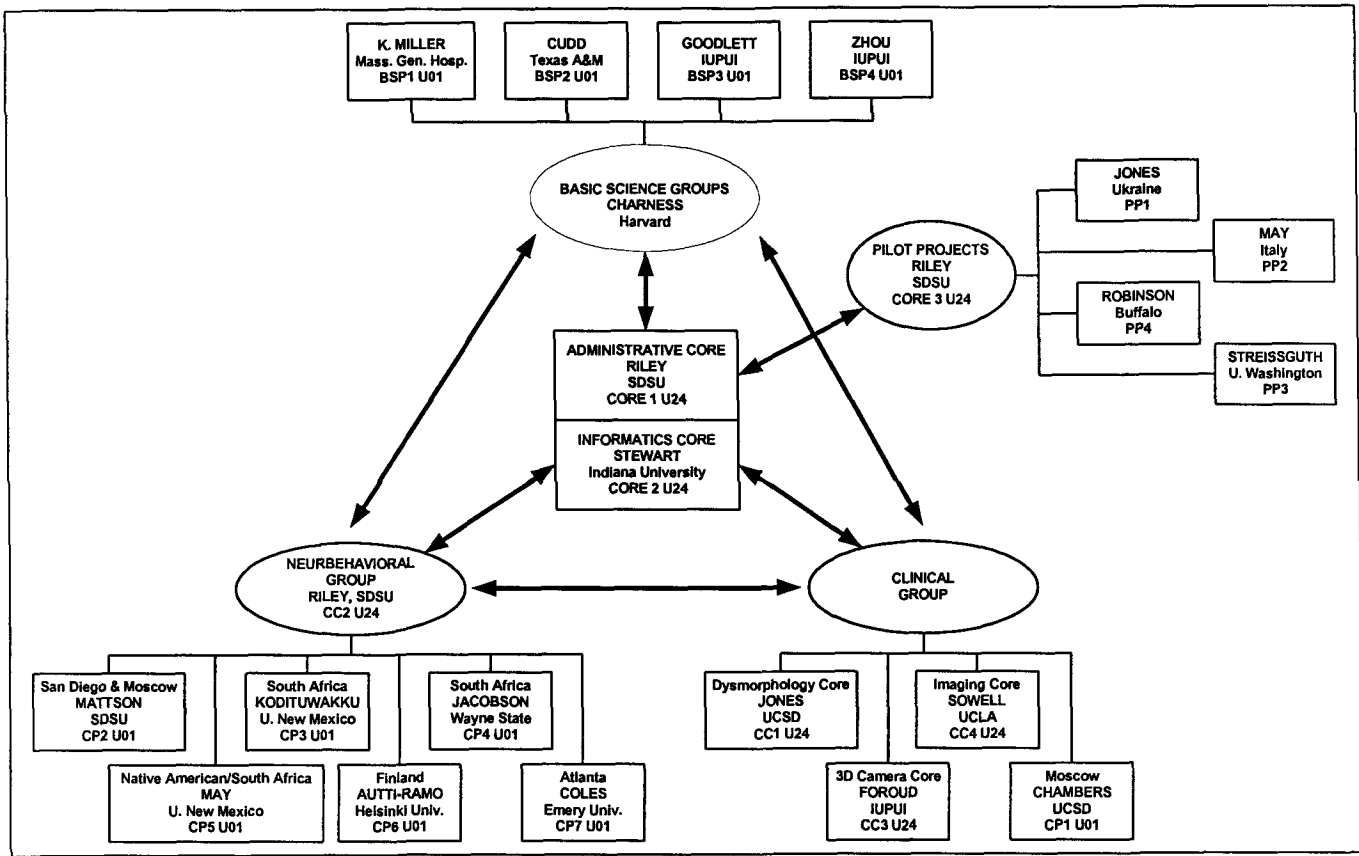 K. MILLER
Mass. Gen. Hosp.
BSP1 U01
CUDD
Texas A&M
BSP2 U01
GOODLETT
IUPUI
BSP3 U01
ZHOU
IUPUI
BSP4 U01
BASIC SCIENCE GROUPS
CHARNESS
Harvard
PILOT PROJECTS
RILEY
SDSU
CORE 3 U24
JONES
Ukraine
PP1
MAY
Italy
PP2
ROBINSON
Buffalo
PP4
STREISSGUTH
U. Washington
PP3
ADMINISTRATIVE CORE
RILEY
SDSU
CORE 1 U24
INFORMATICS CORE
STEWART
Indiana University
CORE 2 U24
NEURBEHAVIORAL
GROUP
RILEY, SDSU
CC2 U24
CLINICAL
GROUP
San Diego & Moscow
MATTSON
SDSU
CP2 U01
South Africa
KODITUWAKKU
U. New Mexico
CP3 U01
South Africa
JACOBSON
Wayne State
CP4 U01
Native American/South Africa
MAY
U. New Mexico
CP5 U01
Finland
AUTTI-RAMO
Helsinki Univ.
CP6 U01
Atlanta
COLES
Emery Univ.
CP7 U01
Dysmorphology Core
JONES
UCSD
CC1 U24
Imaging Core
SOWELL
UCLA
CC4 U24
3D Camera Core
FOROUD
IUPUI
CC3 U24
Moscow
CHAMBERS
UCSD
CP1 U01